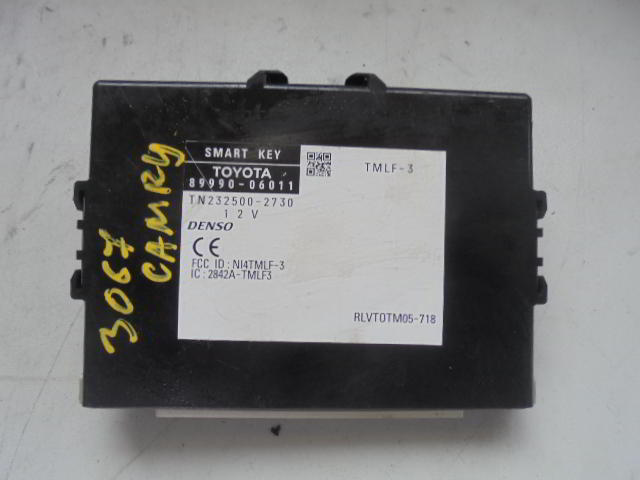 SMART KEY
TOYOTA
89990-06011
TN232500-2730
12V
DENSO
CE
FCC ID : NI4TMLF-3
IC : 2842A-TMLF3
TMLF-3
RLVTOTM05-718
3067
CAMRY